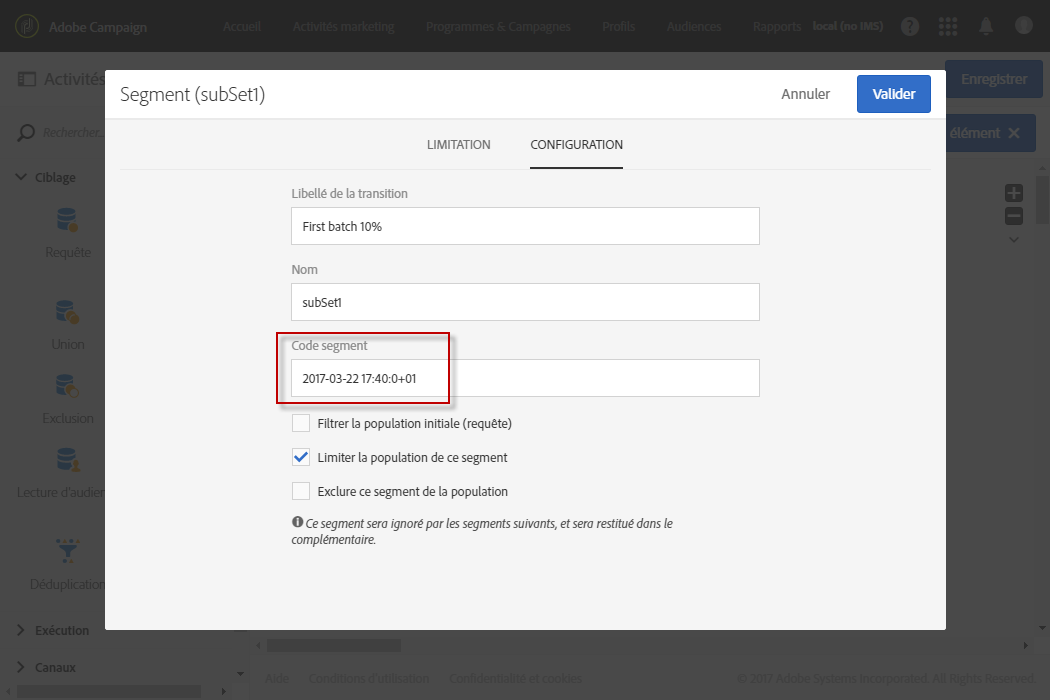 Adobe Campaign
Accueil
Activités marketing
Programmes & Campagnes
Profils
Audiences
Rapports
local (no IMS)
Activités
Enregistrer
Segment (subSet1)
Annuler
Valider
Rechercher...
élément
LIMITATION
CONFIGURATION
Ciblage
Libellé de la transition
First batch 10%
Requête
Nom
subSet1
Union
Code segment
2017-03-22 17:40:0+01
Exclusion
Filtrer la population initiale (requête)
Limiter la population de ce segment
Lecture d'audien
Exclure ce segment de la population
Ce segment sera ignoré par les segments suivants, et sera restitué dans le
complémentaire.
Déduplication
Exécution
Canaux
Aide
Conditions d'utilisation
Confidentialité et cookies
© 2017 Adobe Systems Incorporated. All Rights Reserved.